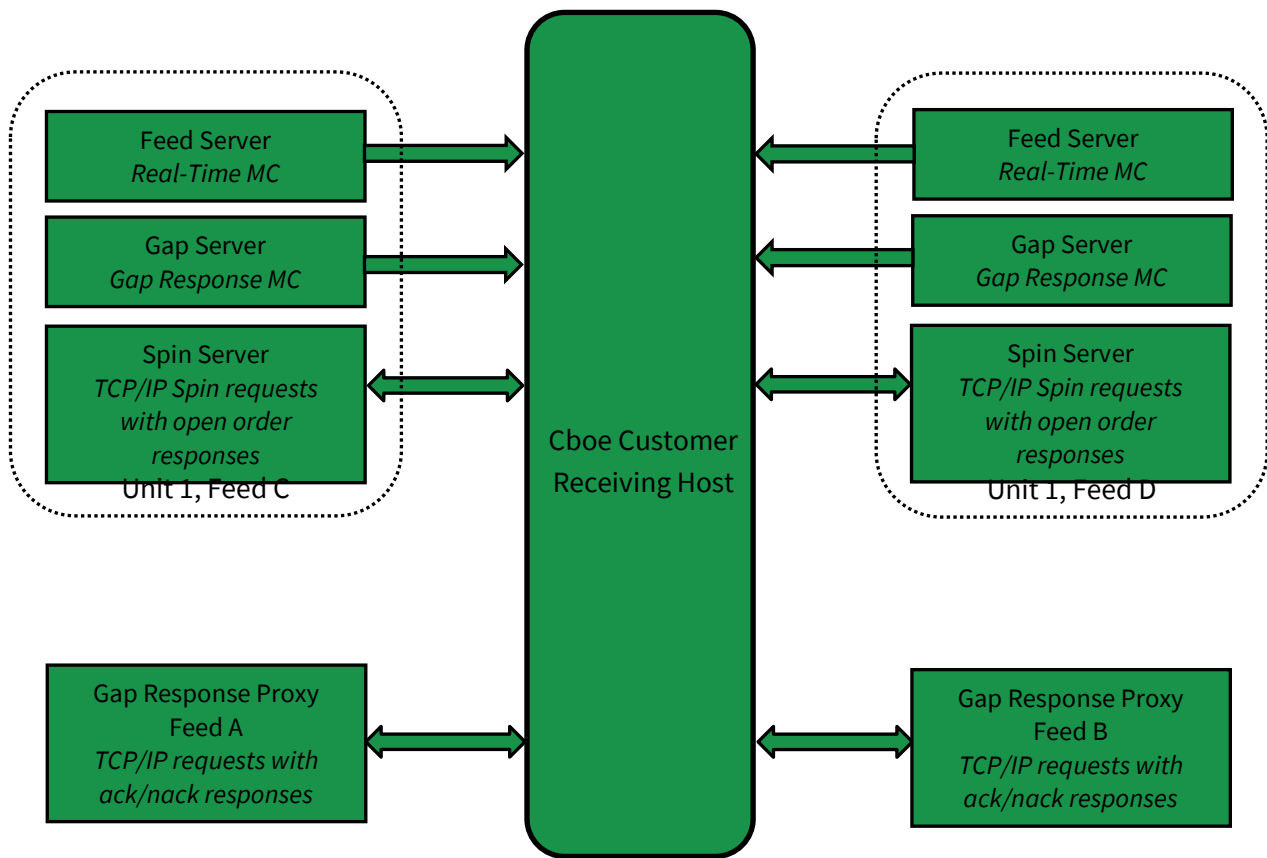 Feed Server
Real-Time MC
Gap Server
Gap Response MC
Spin Server
TCP/IP Spin requests
with open order
responses
Unit 1, Feed C
Gap Response Proxy
Feed A
TCP/IP requests with
ack/nack responses
Cboe Customer
Receiving Host
Feed Server
Real-Time MC
Gap Server
Gap Response MC
Spin Server
TCP/IP Spin requests
with open order
responses
Unit 1, Feed D
Gap Response Proxy
Feed B
TCP/IP requests with
ack/nack responses